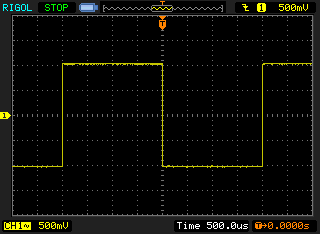 RIGOL STOP T 1 500mV
T
1
CH1 500mV Time 500.0us T→0.0000s